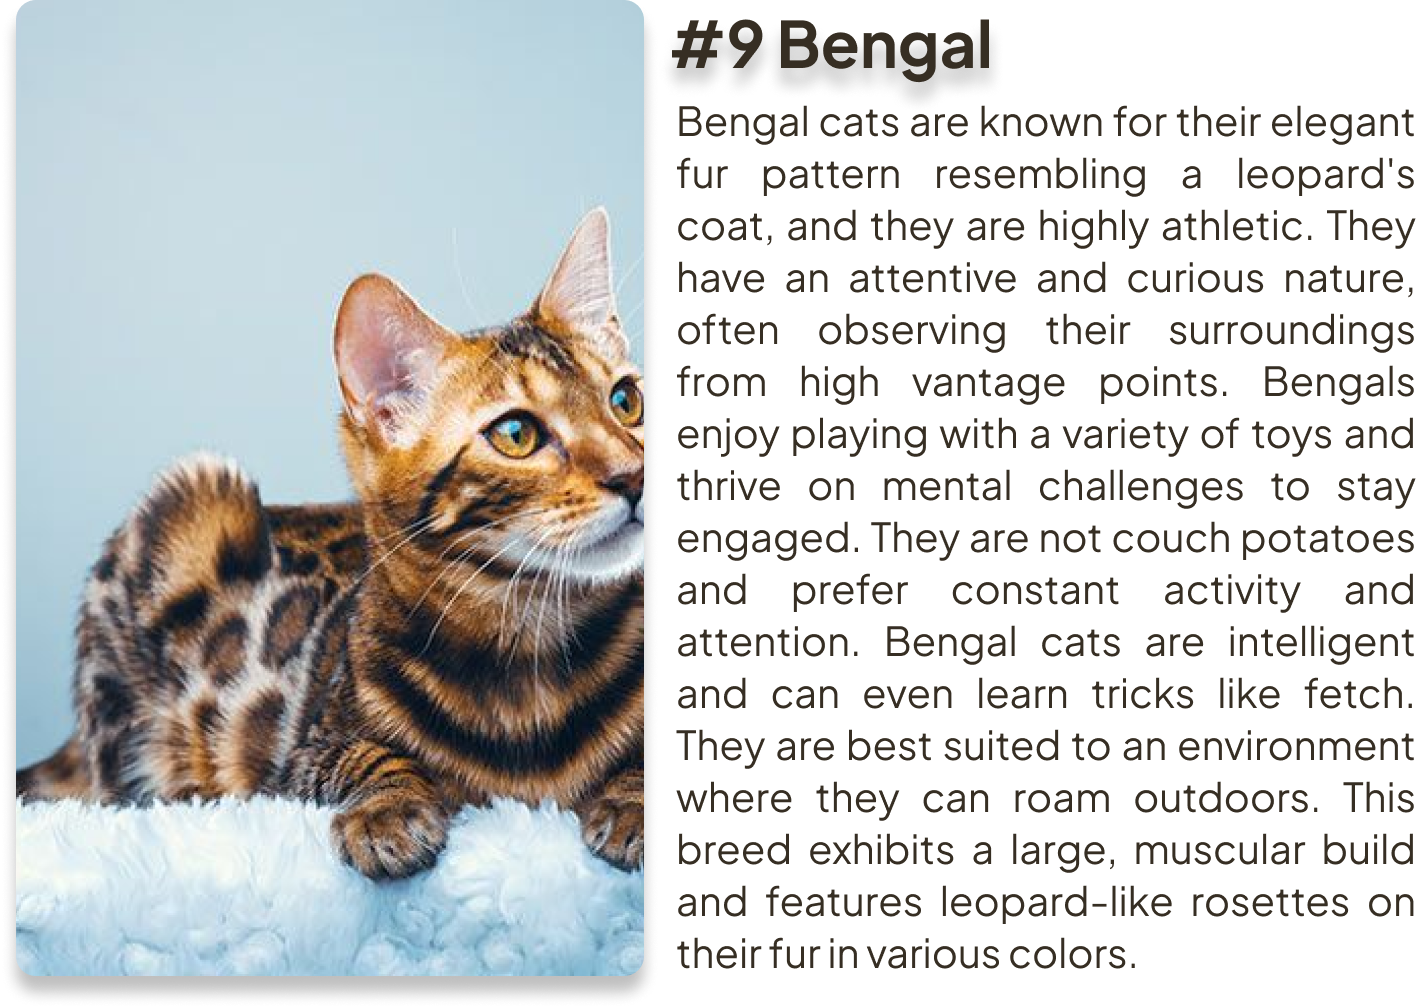 #9 Bengal
Bengal cats are known for their elegant
fur pattern resembling a leopard's
coat, and they are highly athletic. They
have an attentive and curious nature,
often observing their surroundings
from high vantage points. Bengals
enjoy playing with a variety of toys and
thrive on mental challenges to stay
engaged. They are not couch potatoes
and prefer constant activity and
attention. Bengal cats are intelligent
and can even learn tricks like fetch.
They are best suited to an environment
where they can roam outdoors. This
breed exhibits a large, muscular build
and features leopard-like rosettes on
their fur in various colors.